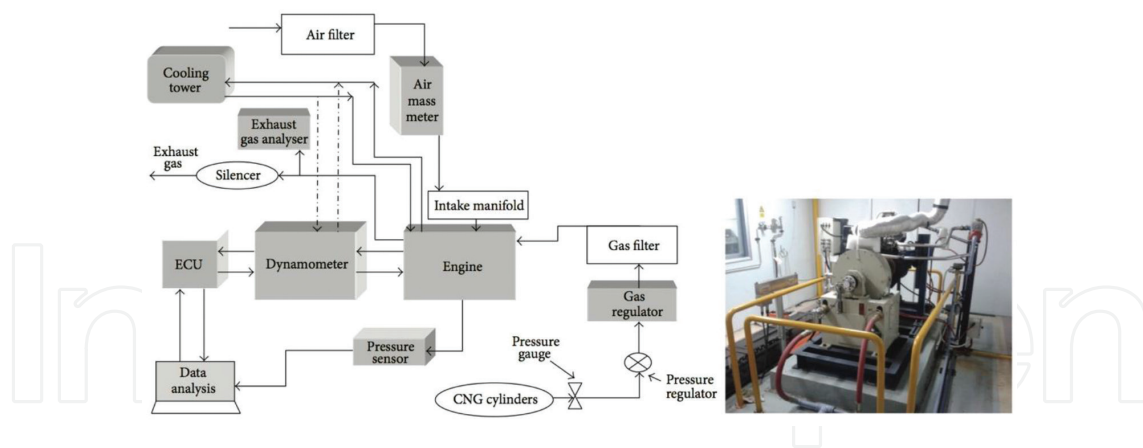 Air filter
Cooling
tower
Air
mass
meter
Exhaust
gas analyser
Exhaust
gas
Silencer
Intake manifold
ECU
Dynamometer
Engine
Gas filter
Gas
regulator
Pressure
sensor
Pressure
gauge
Data
analysis
CNG cylinders
Pressure
regulator